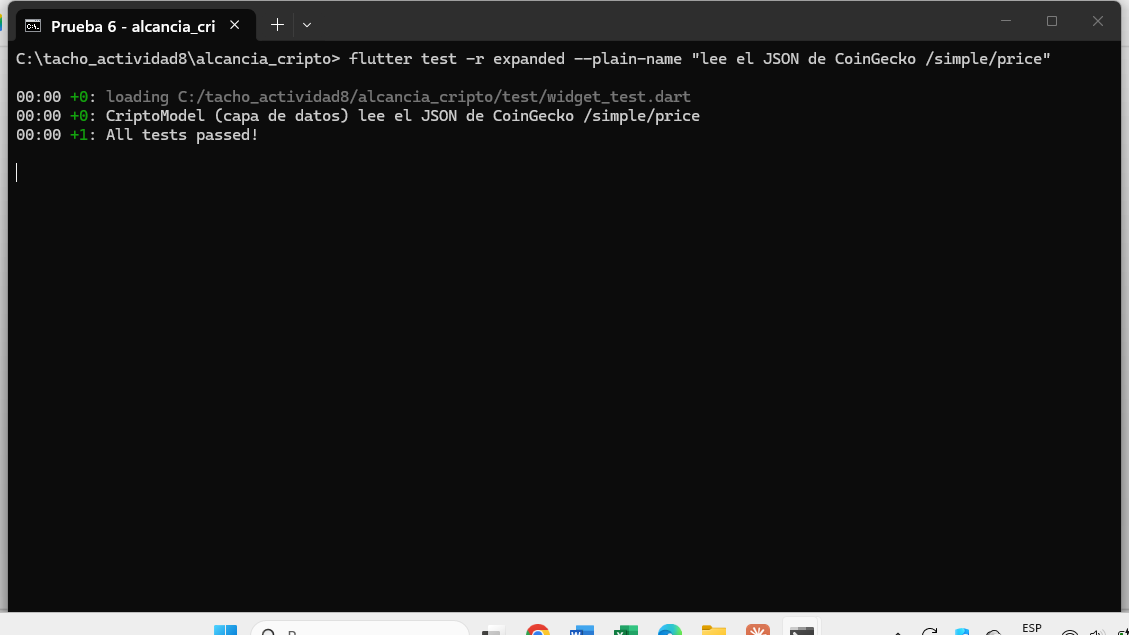 Prueba 6 - alcancia_cri
C:\tacho_actividad8\alcancia_cripto> flutter test -r expanded --plain-name "lee el JSON de CoinGecko /simple/price"
00:00 +0: loading C:/tacho_actividad8/alcancia_cripto/test/widget_test.dart
00:00 +0: CriptoModel (capa de datos) lee el JSON de CoinGecko /simple/price
00:00 +1: All tests passed!
ESP